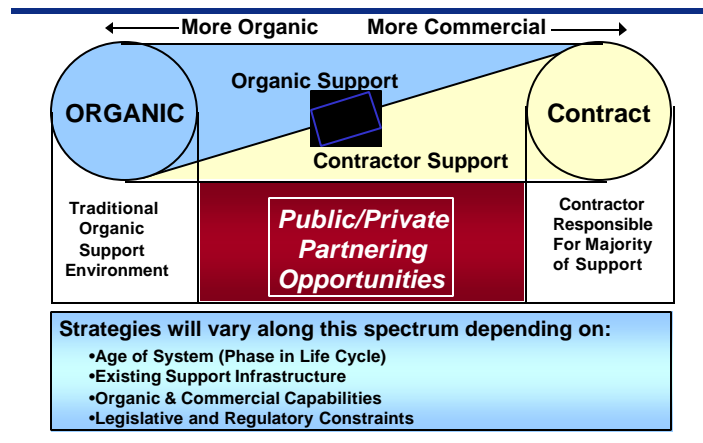 More Organic More Commercial
Organic Support
ORGANIC
Contract
Contractor Support
Traditional
Organic
Support
Environment
Public/Private
Partnering
Opportunities
Contractor
Responsible
For Majority
of Support
Strategies will vary along this spectrum depending on:
•Age of System (Phase in Life Cycle)
•Existing Support Infrastructure
•Organic & Commercial Capabilities
•Legislative and Regulatory Constraints